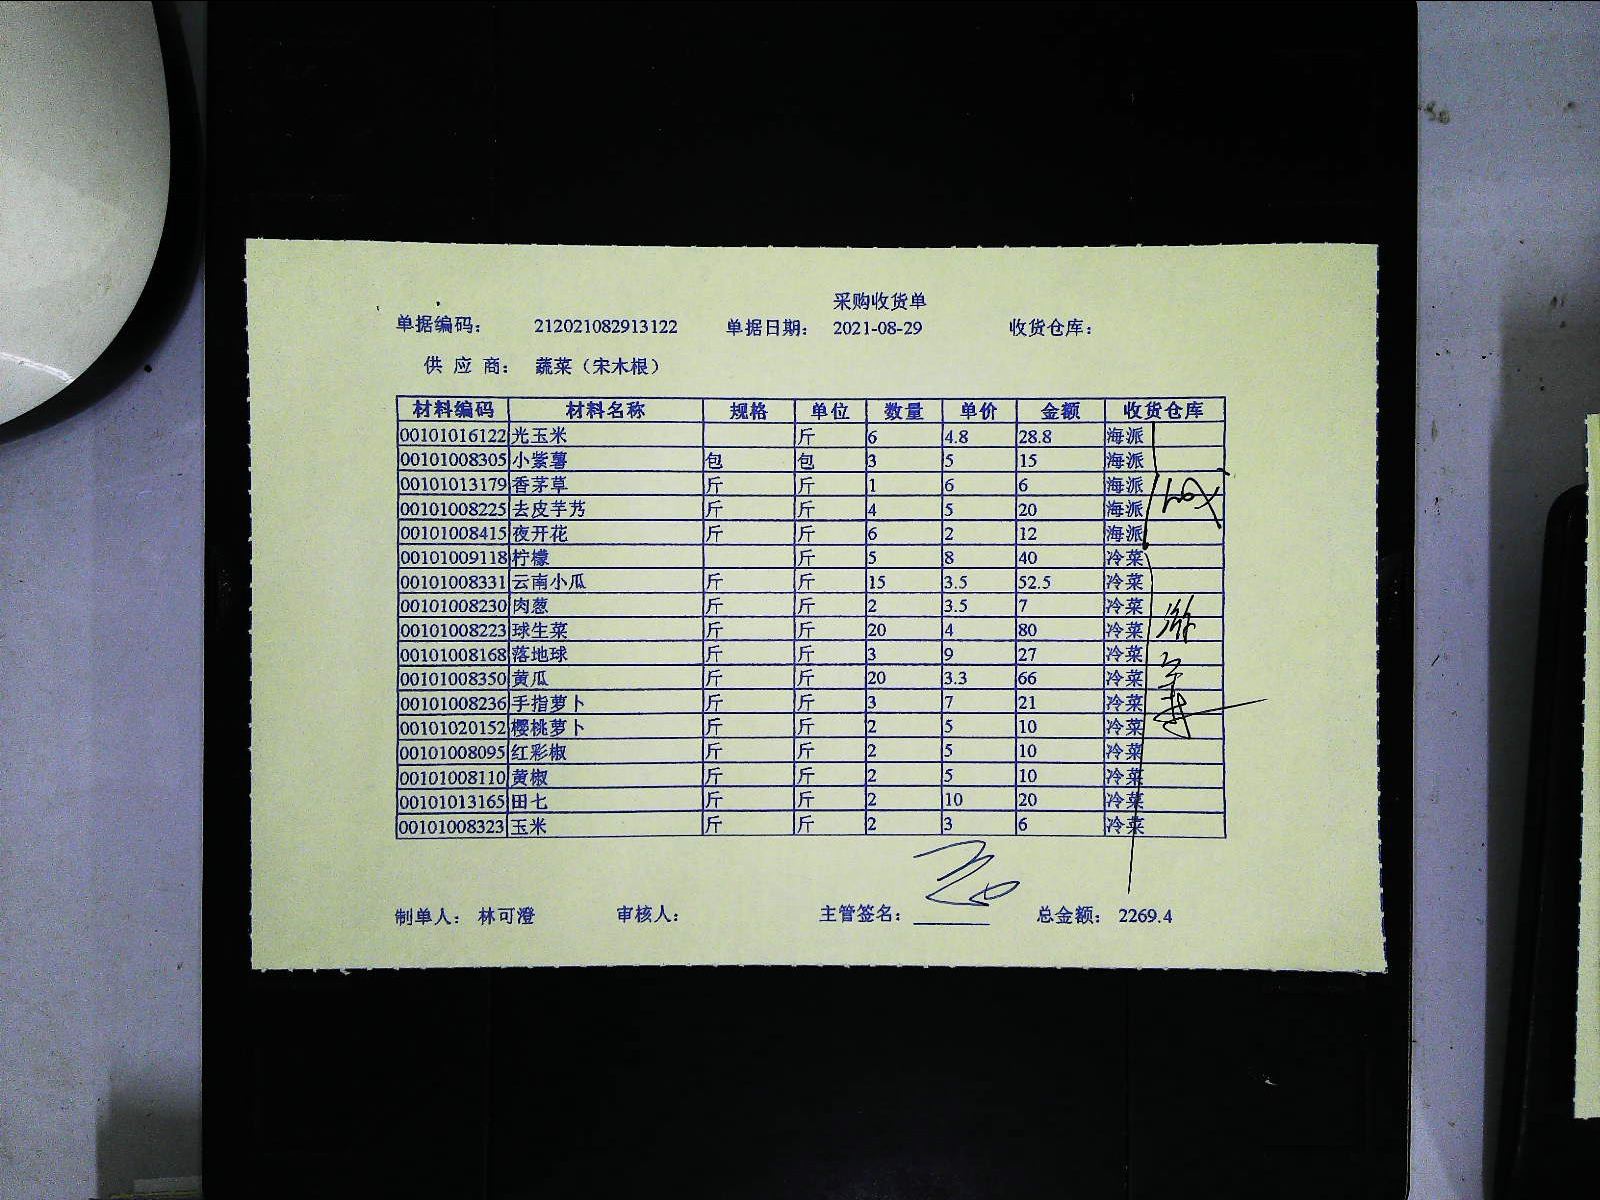 采购收货单
单据编码： 212021082913122 单据日期： 2021-08-29 收货仓库：
供 应 商： 蔬菜（宋木根）
材料编码 材料名称 规格 单位 数量 单价 金额 收货仓库
00101016122 光玉米 斤 6 4.8 28.8 海派
00101008305 小紫薯 包 包 3 5 15 海派
00101013179 香茅草 斤 斤 1 6 6 海派
00101008225 去皮芋艿 斤 斤 4 5 20 海派
00101008415 夜开花 斤 斤 6 2 12 海派
00101009118 柠檬 斤 5 8 40 冷菜
00101008331 云南小瓜 斤 斤 15 3.5 52.5 冷菜
00101008230 肉葱 斤 斤 2 3.5 7 冷菜
00101008223 球生菜 斤 斤 20 4 80 冷菜
00101008168 落地球 斤 斤 3 9 27 冷菜
00101008350 黄瓜 斤 斤 20 3.3 66 冷菜
00101008236 手指萝卜 斤 斤 3 7 21 冷菜
00101020152 樱桃萝卜 斤 斤 2 5 10 冷菜
00101008095 红彩椒 斤 斤 2 5 10 冷菜
00101008110 黄椒 斤 斤 2 5 10 冷菜
00101013165 田七 斤 斤 2 10 20 冷菜
00101008323 玉米 斤 斤 2 3 6 冷菜
制单人： 林可澄 审核人： 主管签名： 总金额： 2269.4